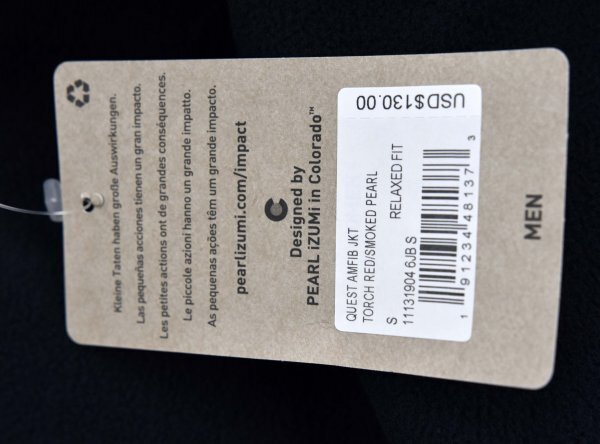 Kleine Taten haben große Auswirkungen.
Las pequeñas acciones tienen un gran impacto.
Les petites actions ont de grandes conséquences.
Le piccole azioni hanno un grande impatto.
As pequenas ações têm um grande impacto.
pearlizumi.com/impact
Designed by
PEARL iZUMi in Colorado™
QUEST AMFIB JKT
TORCH RED/SMOKED PEARL
S RELAXED FIT
11131904 6JB S
1 91234 48137 3
USD$130.00
MEN